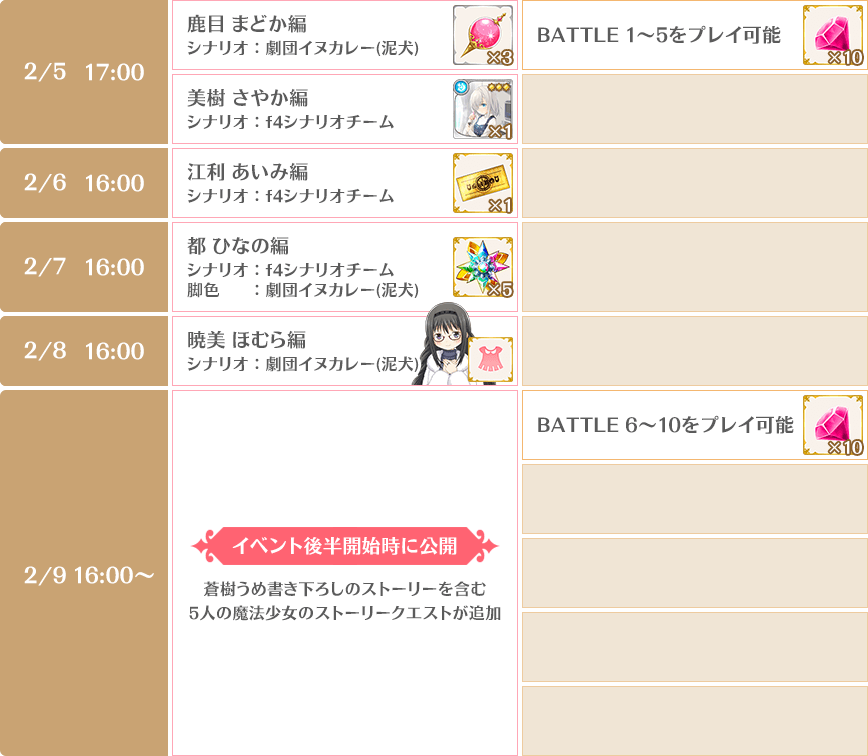 2/5 17:00
鹿目 まどか編
シナリオ：劇団イヌカレー(泥犬)
×3
BATTLE 1～5をプレイ可能
×10
美樹 さやか編
シナリオ：f4シナリオチーム
×1
2/6 16:00
江利 あいみ編
シナリオ：f4シナリオチーム
×1
2/7 16:00
都 ひなの編
シナリオ：f4シナリオチーム
脚色　　：劇団イヌカレー(泥犬)
×5
2/8 16:00
暁美 ほむら編
シナリオ：劇団イヌカレー(泥犬)
2/9 16:00～
イベント後半開始時に公開
蒼樹うめ書き下ろしのストーリーを含む
5人の魔法少女のストーリークエストが追加
BATTLE 6～10をプレイ可能
×10